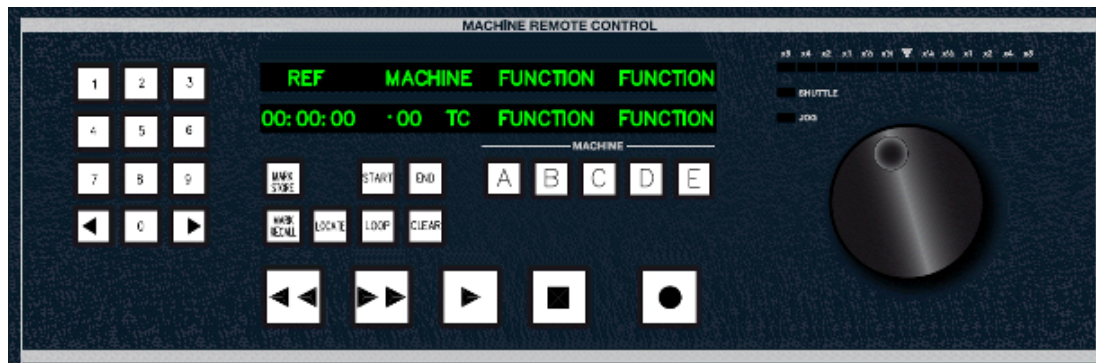 MACHINE REMOTE CONTROL
1 2 3
4 5 6
7 8 9
0
REF MACHINE FUNCTION FUNCTION
00:00:00 ·00 TC FUNCTION FUNCTION
MACHINE
MARK STORE START END
A B C D E
MARK RECALL LOCATE LOOP CLEAR
SHUTTLE
JOG